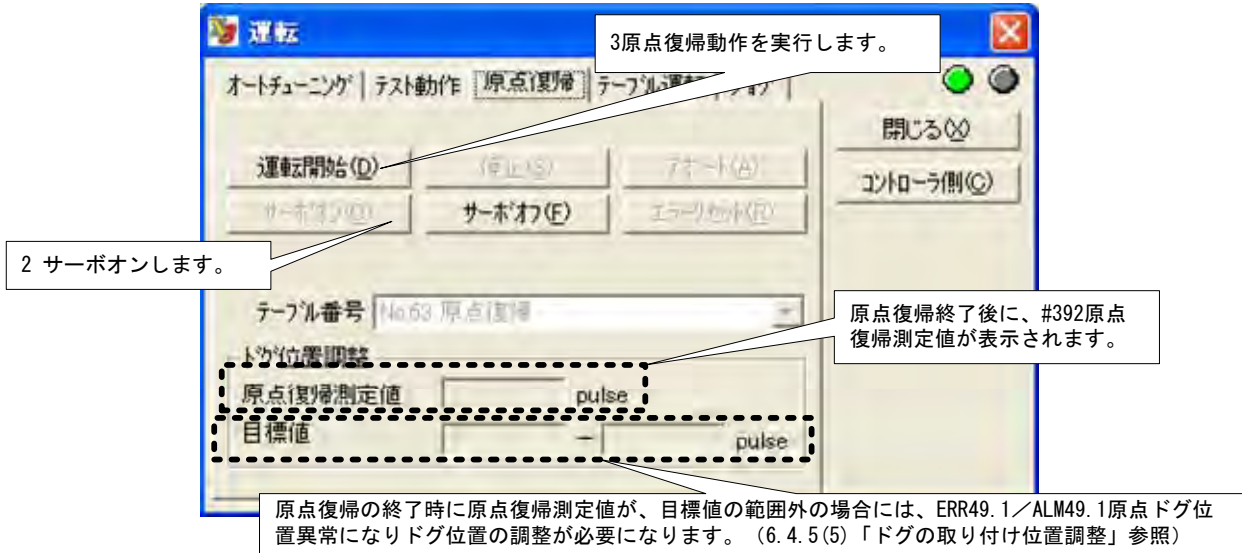 運転
3原点復帰動作を実行します。
オートチューニング テスト動作 原点復帰
閉じる(X)
運転開始(D) 停止(S) アボート(A)
コントローラ側(C)
サーボオン(O) サーボオフ(F) エラーリセット(R)
2 サーボオンします。
テーブル番号 No.63 原点復帰
原点復帰終了後に、#392原点
復帰測定値が表示されます。
ドグ位置調整
原点復帰測定値 pulse
目標値 − pulse
原点復帰の終了時に原点復帰測定値が、目標値の範囲外の場合には、ERR49.1／ALM49.1原点ドグ位
置異常になりドグ位置の調整が必要になります。（6.4.5(5)「ドグの取り付け位置調整」参照）